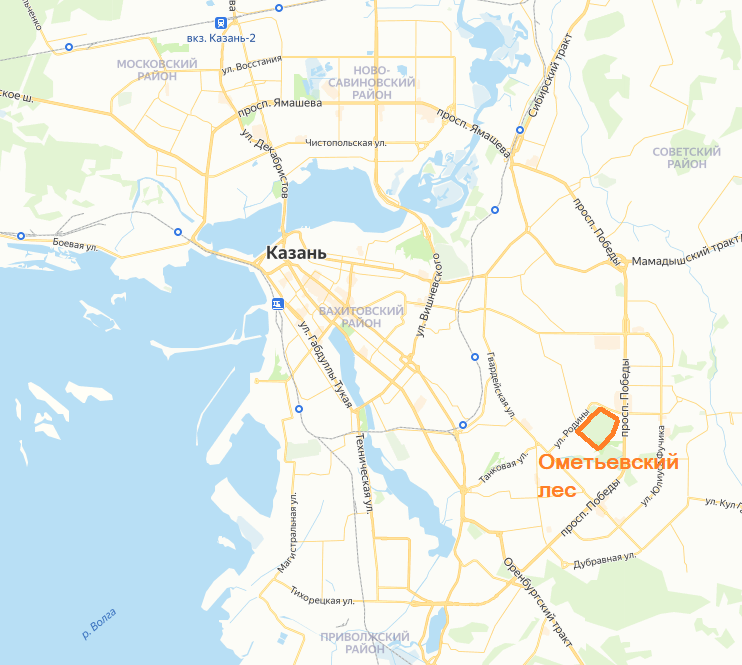 вкз. Казань-2
МОСКОВСКИЙ
РАЙОН
ул. Восстания
НОВО-
САВИНОВСКИЙ
РАЙОН
Сибирский тракт
ское ш.
просп. Ямашева
просп. Ямашева
ул. Декабристов
Чистопольская ул.
СОВЕТСКИЙ
РАЙОН
просп. Победы
Боевая ул.
Казань
Мамадышский тракт
ул. Вишневского
ВАХИТОВСКИЙ
РАЙОН
ул. Габдуллы Тукая
Гвардейская ул.
просп. Победы
ул. Родины
ул. Юлиуса Фучика
Техническая ул.
Танковая ул.
Ометьевский
лес
просп. Победы
ул. Кул Г
Магистральная ул.
Дубравная ул.
Оренбургский тракт
Тихорецкая ул.
р. Волга
ПРИВОЛЖСКИЙ
РАЙОН